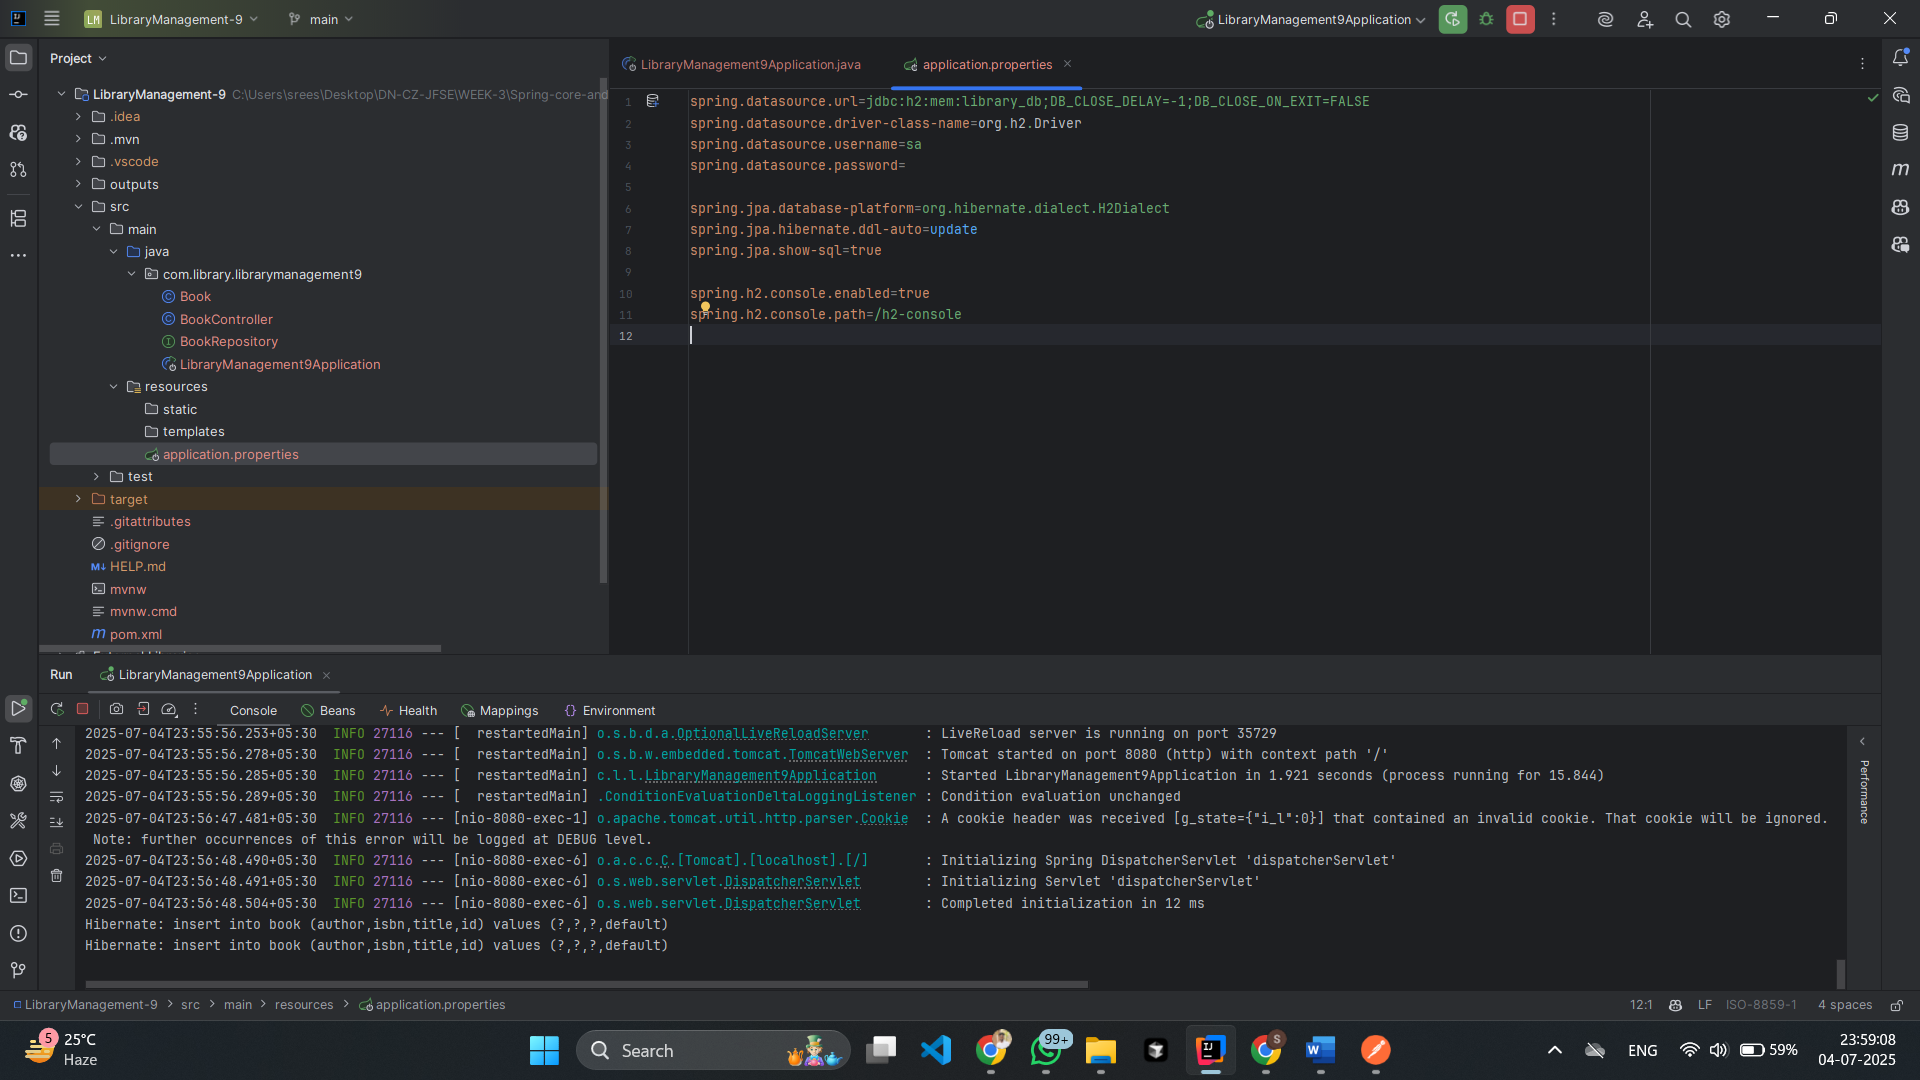 LM LibraryManagement-9
main
LibraryManagement9Application
Project
LibraryManagement-9 C:\Users\srees\Desktop\DN-CZ-JFSE\WEEK-3\Spring-core-and
.idea
.mvn
.vscode
outputs
src
main
java
com.library.librarymanagement9
Book
BookController
BookRepository
LibraryManagement9Application
resources
static
templates
application.properties
test
target
.gitattributes
.gitignore
HELP.md
mvnw
mvnw.cmd
pom.xml
LibraryManagement9Application.java
application.properties
1 spring.datasource.url=jdbc:h2:mem:library_db;DB_CLOSE_DELAY=-1;DB_CLOSE_ON_EXIT=FALSE
2 spring.datasource.driver-class-name=org.h2.Driver
3 spring.datasource.username=sa
4 spring.datasource.password=
5
6 spring.jpa.database-platform=org.hibernate.dialect.H2Dialect
7 spring.jpa.hibernate.ddl-auto=update
8 spring.jpa.show-sql=true
9
10 spring.h2.console.enabled=true
11 spring.h2.console.path=/h2-console
12
Run LibraryManagement9Application
Console Beans Health Mappings Environment
2025-07-04T23:55:56.253+05:30 INFO 27116 --- [ restartedMain] o.s.b.d.a.OptionalLiveReloadServer : LiveReload server is running on port 35729
2025-07-04T23:55:56.278+05:30 INFO 27116 --- [ restartedMain] o.s.b.w.embedded.tomcat.TomcatWebServer : Tomcat started on port 8080 (http) with context path '/'
2025-07-04T23:55:56.285+05:30 INFO 27116 --- [ restartedMain] c.l.l.LibraryManagement9Application : Started LibraryManagement9Application in 1.921 seconds (process running for 15.844)
2025-07-04T23:55:56.289+05:30 INFO 27116 --- [ restartedMain] .ConditionEvaluationDeltaLoggingListener : Condition evaluation unchanged
2025-07-04T23:56:47.481+05:30 INFO 27116 --- [nio-8080-exec-1] o.apache.tomcat.util.http.parser.Cookie : A cookie header was received [g_state={"i_l":0}] that contained an invalid cookie. That cookie will be ignored.
Note: further occurrences of this error will be logged at DEBUG level.
2025-07-04T23:56:48.490+05:30 INFO 27116 --- [nio-8080-exec-6] o.a.c.c.C.[Tomcat].[localhost].[/] : Initializing Spring DispatcherServlet 'dispatcherServlet'
2025-07-04T23:56:48.491+05:30 INFO 27116 --- [nio-8080-exec-6] o.s.web.servlet.DispatcherServlet : Initializing Servlet 'dispatcherServlet'
2025-07-04T23:56:48.504+05:30 INFO 27116 --- [nio-8080-exec-6] o.s.web.servlet.DispatcherServlet : Completed initialization in 12 ms
Hibernate: insert into book (author,isbn,title,id) values (?,?,?,default)
Hibernate: insert into book (author,isbn,title,id) values (?,?,?,default)
Performance
LibraryManagement-9 > src > main > resources > application.properties
12:1 LF ISO-8859-1 4 spaces
5
25°C
Haze
Search
99+
S
ENG
59%
23:59:08
04-07-2025